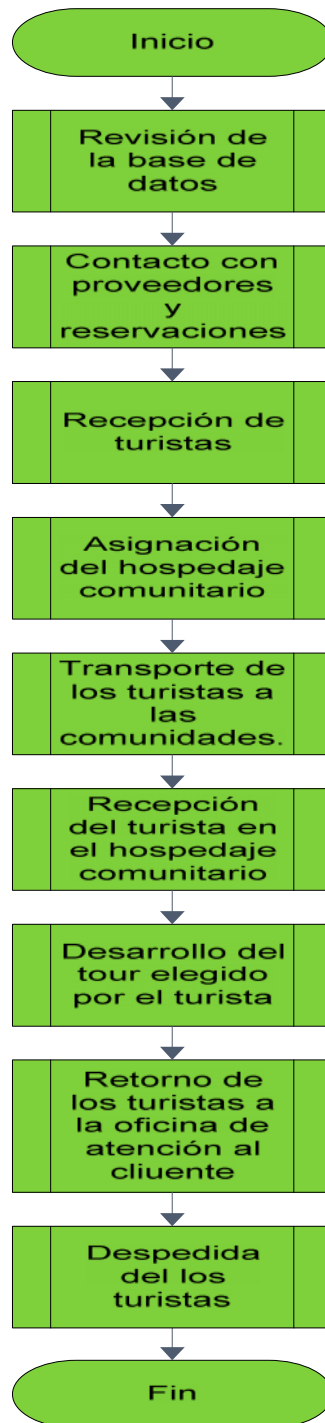 Inicio
Revisión de
la base de
datos
Contacto con
proveedores
y
reservaciones
Recepción de
turistas
Asignación
del hospedaje
comunitario
Transporte de
los turistas a
las
comunidades.
Recepción
del turista en
el hospedaje
comunitario
Desarrollo del
tour elegido
por el turista
Retorno de
los turistas a
la oficina de
atención al
cliuente
Despedida
del los
turistas
Fin